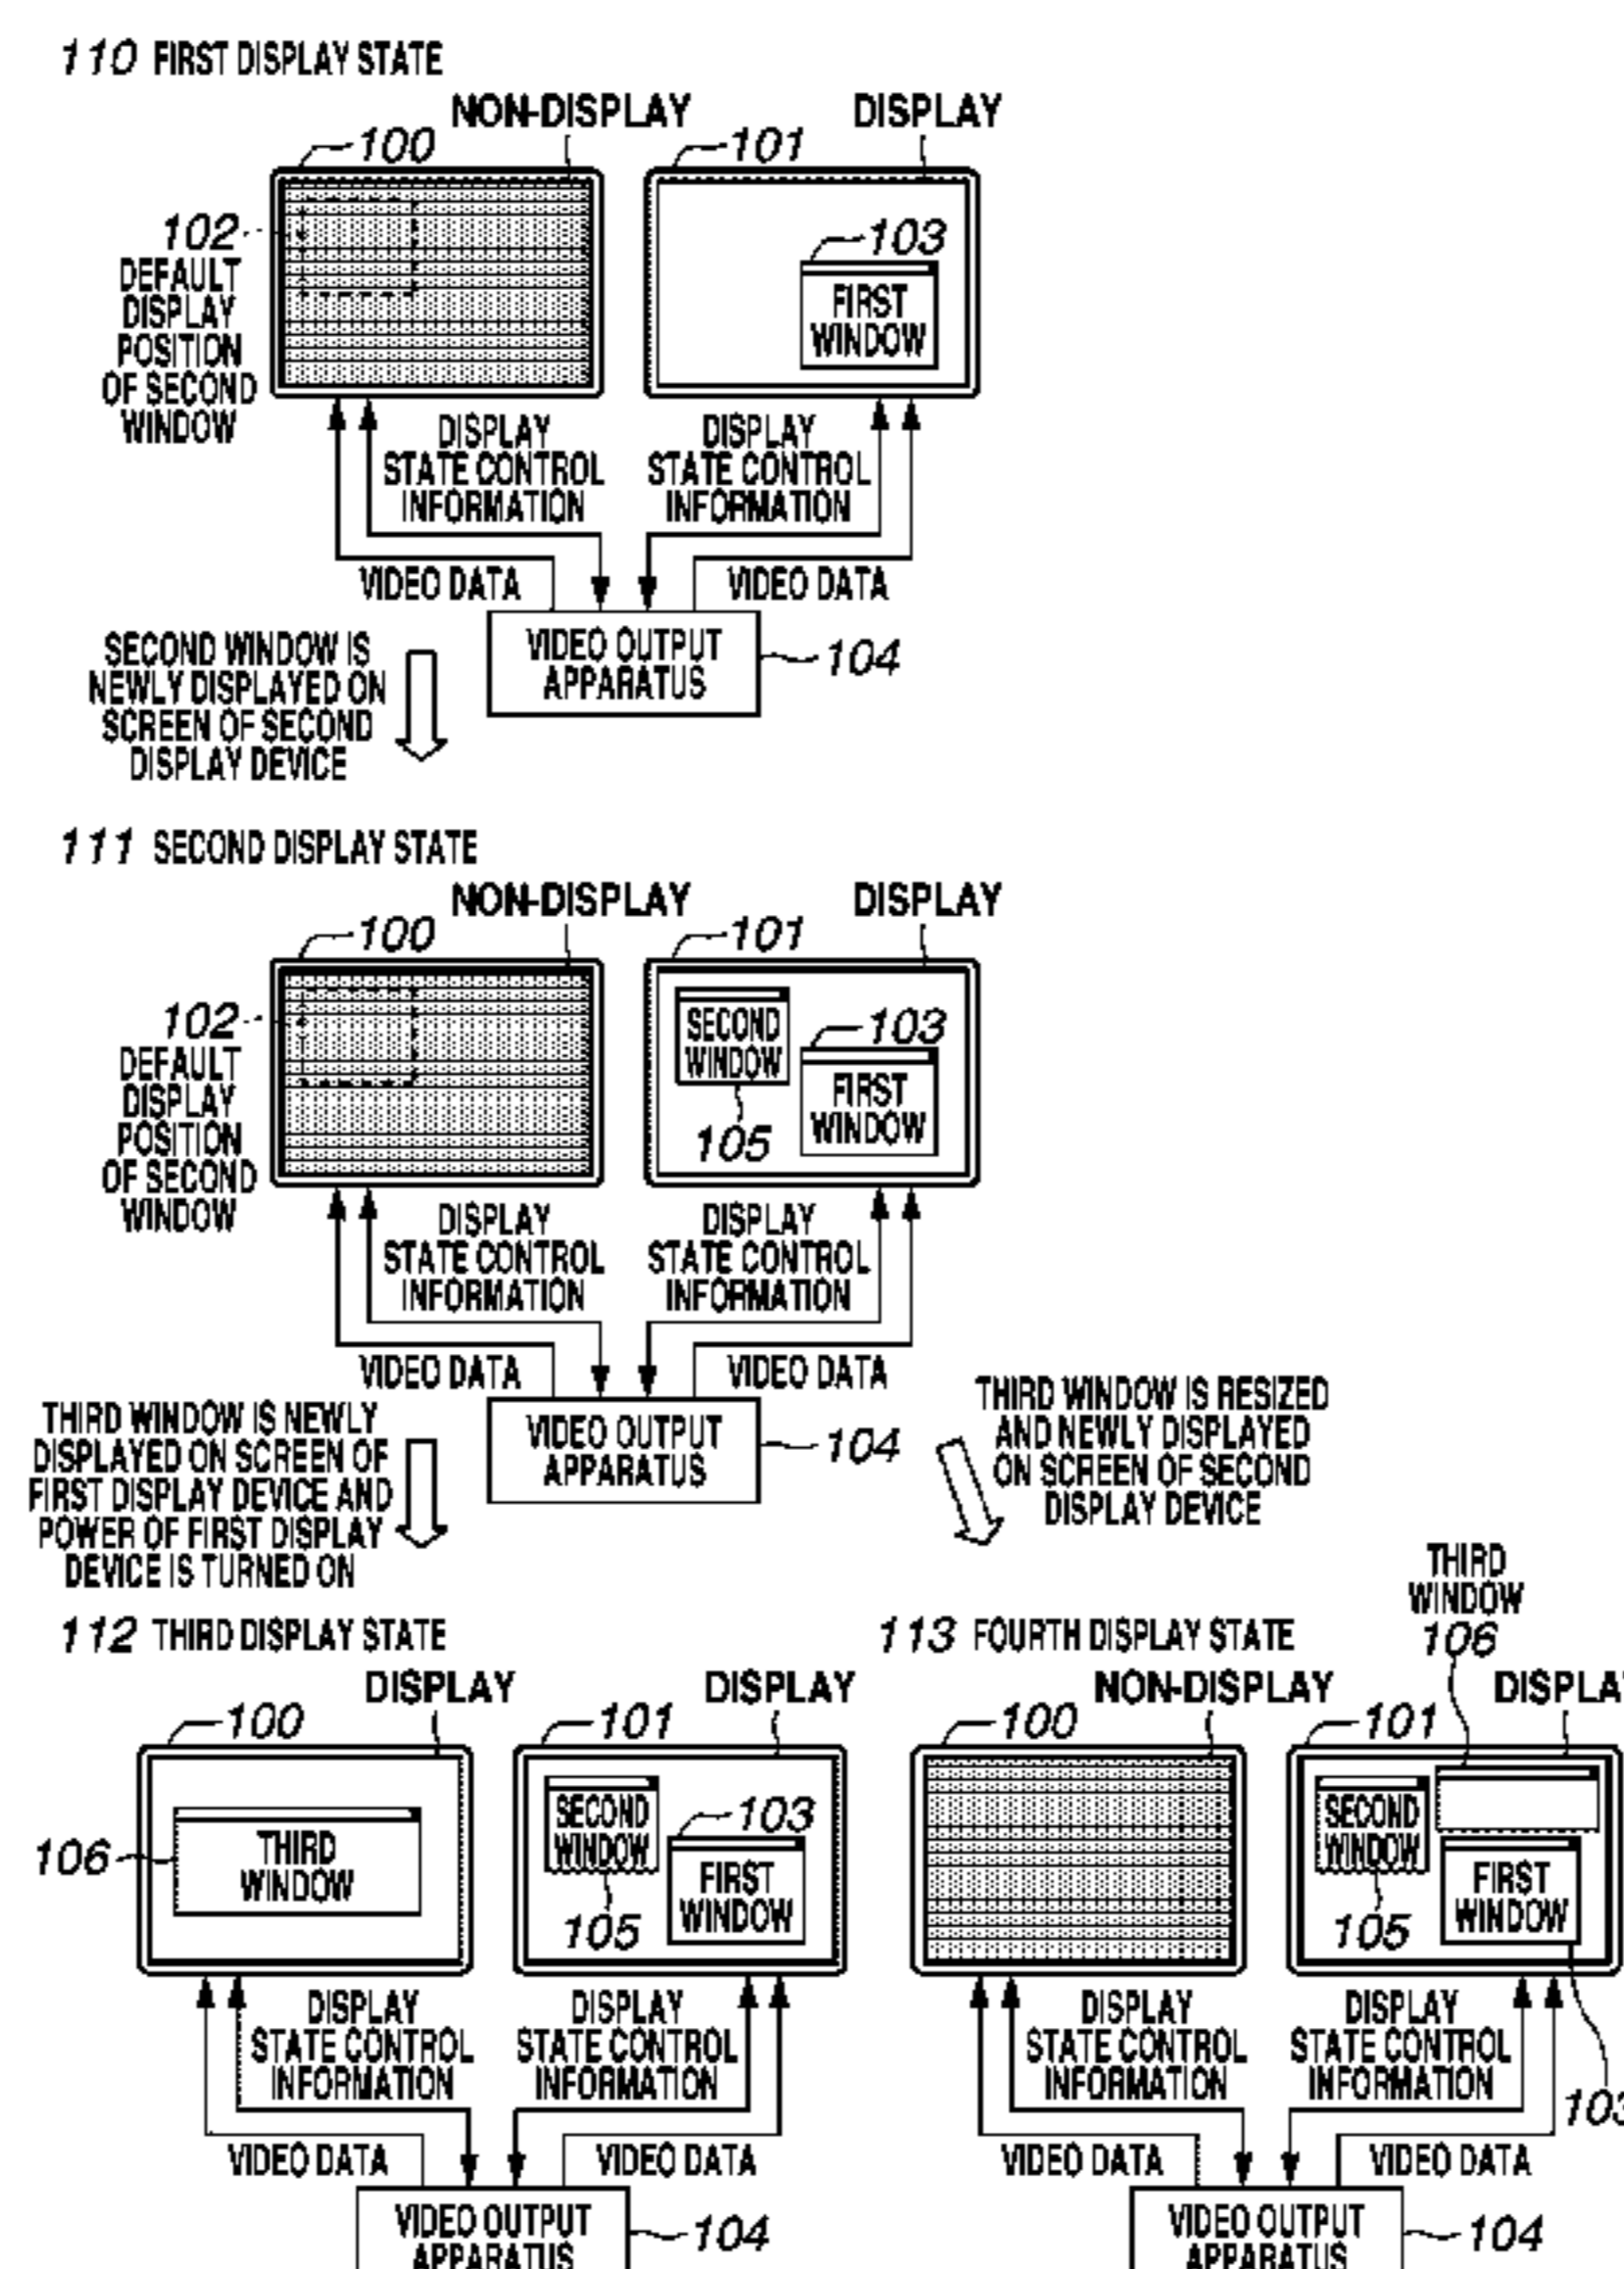 110 FIRST DISPLAY STATE
NON-DISPLAY
DISPLAY
100
101
102
DEFAULT
DISPLAY
POSITION
OF SECOND
WINDOW
103
FIRST
WINDOW
DISPLAY
STATE CONTROL
INFORMATION
DISPLAY
STATE CONTROL
INFORMATION
VIDEO DATA
VIDEO DATA
VIDEO OUTPUT
APPARATUS
104
SECOND WINDOW IS
NEWLY DISPLAYED ON
SCREEN OF SECOND
DISPLAY DEVICE
111 SECOND DISPLAY STATE
NON-DISPLAY
DISPLAY
100
101
102
DEFAULT
DISPLAY
POSITION
OF SECOND
WINDOW
SECOND
WINDOW
105
103
FIRST
WINDOW
DISPLAY
STATE CONTROL
INFORMATION
DISPLAY
STATE CONTROL
INFORMATION
VIDEO DATA
VIDEO DATA
VIDEO OUTPUT
APPARATUS
104
THIRD WINDOW IS NEWLY
DISPLAYED ON SCREEN OF
FIRST DISPLAY DEVICE AND
POWER OF FIRST DISPLAY
DEVICE IS TURNED ON
THIRD WINDOW IS RESIZED
AND NEWLY DISPLAYED
ON SCREEN OF SECOND
DISPLAY DEVICE
112 THIRD DISPLAY STATE
DISPLAY
DISPLAY
100
101
106
THIRD
WINDOW
SECOND
WINDOW
105
103
FIRST
WINDOW
DISPLAY
STATE CONTROL
INFORMATION
DISPLAY
STATE CONTROL
INFORMATION
VIDEO DATA
VIDEO DATA
VIDEO OUTPUT
APPARATUS
104
113 FOURTH DISPLAY STATE
THIRD
WINDOW
106
NON-DISPLAY
DISPLA
100
101
SECOND
WINDOW
105
FIRST
WINDOW
103
DISPLAY
STATE CONTROL
INFORMATION
DISPLAY
STATE CONTROL
INFORMATION
VIDEO DATA
VIDEO DATA
VIDEO OUTPUT
APPARATUS
104